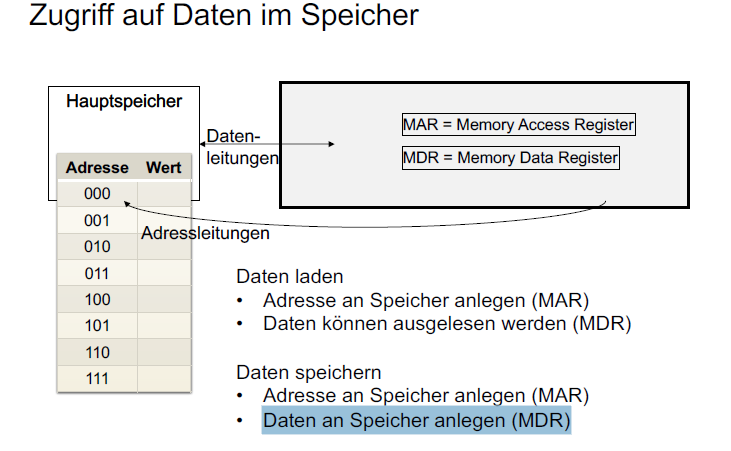 Zugriff auf Daten im Speicher
Hauptspeicher
Daten-
leitungen
MAR = Memory Access Register
MDR = Memory Data Register
Adresse Wert
000
001
010
011
100
101
110
111
Adressleitungen
Daten laden
• Adresse an Speicher anlegen (MAR)
• Daten können ausgelesen werden (MDR)
Daten speichern
• Adresse an Speicher anlegen (MAR)
• Daten an Speicher anlegen (MDR)